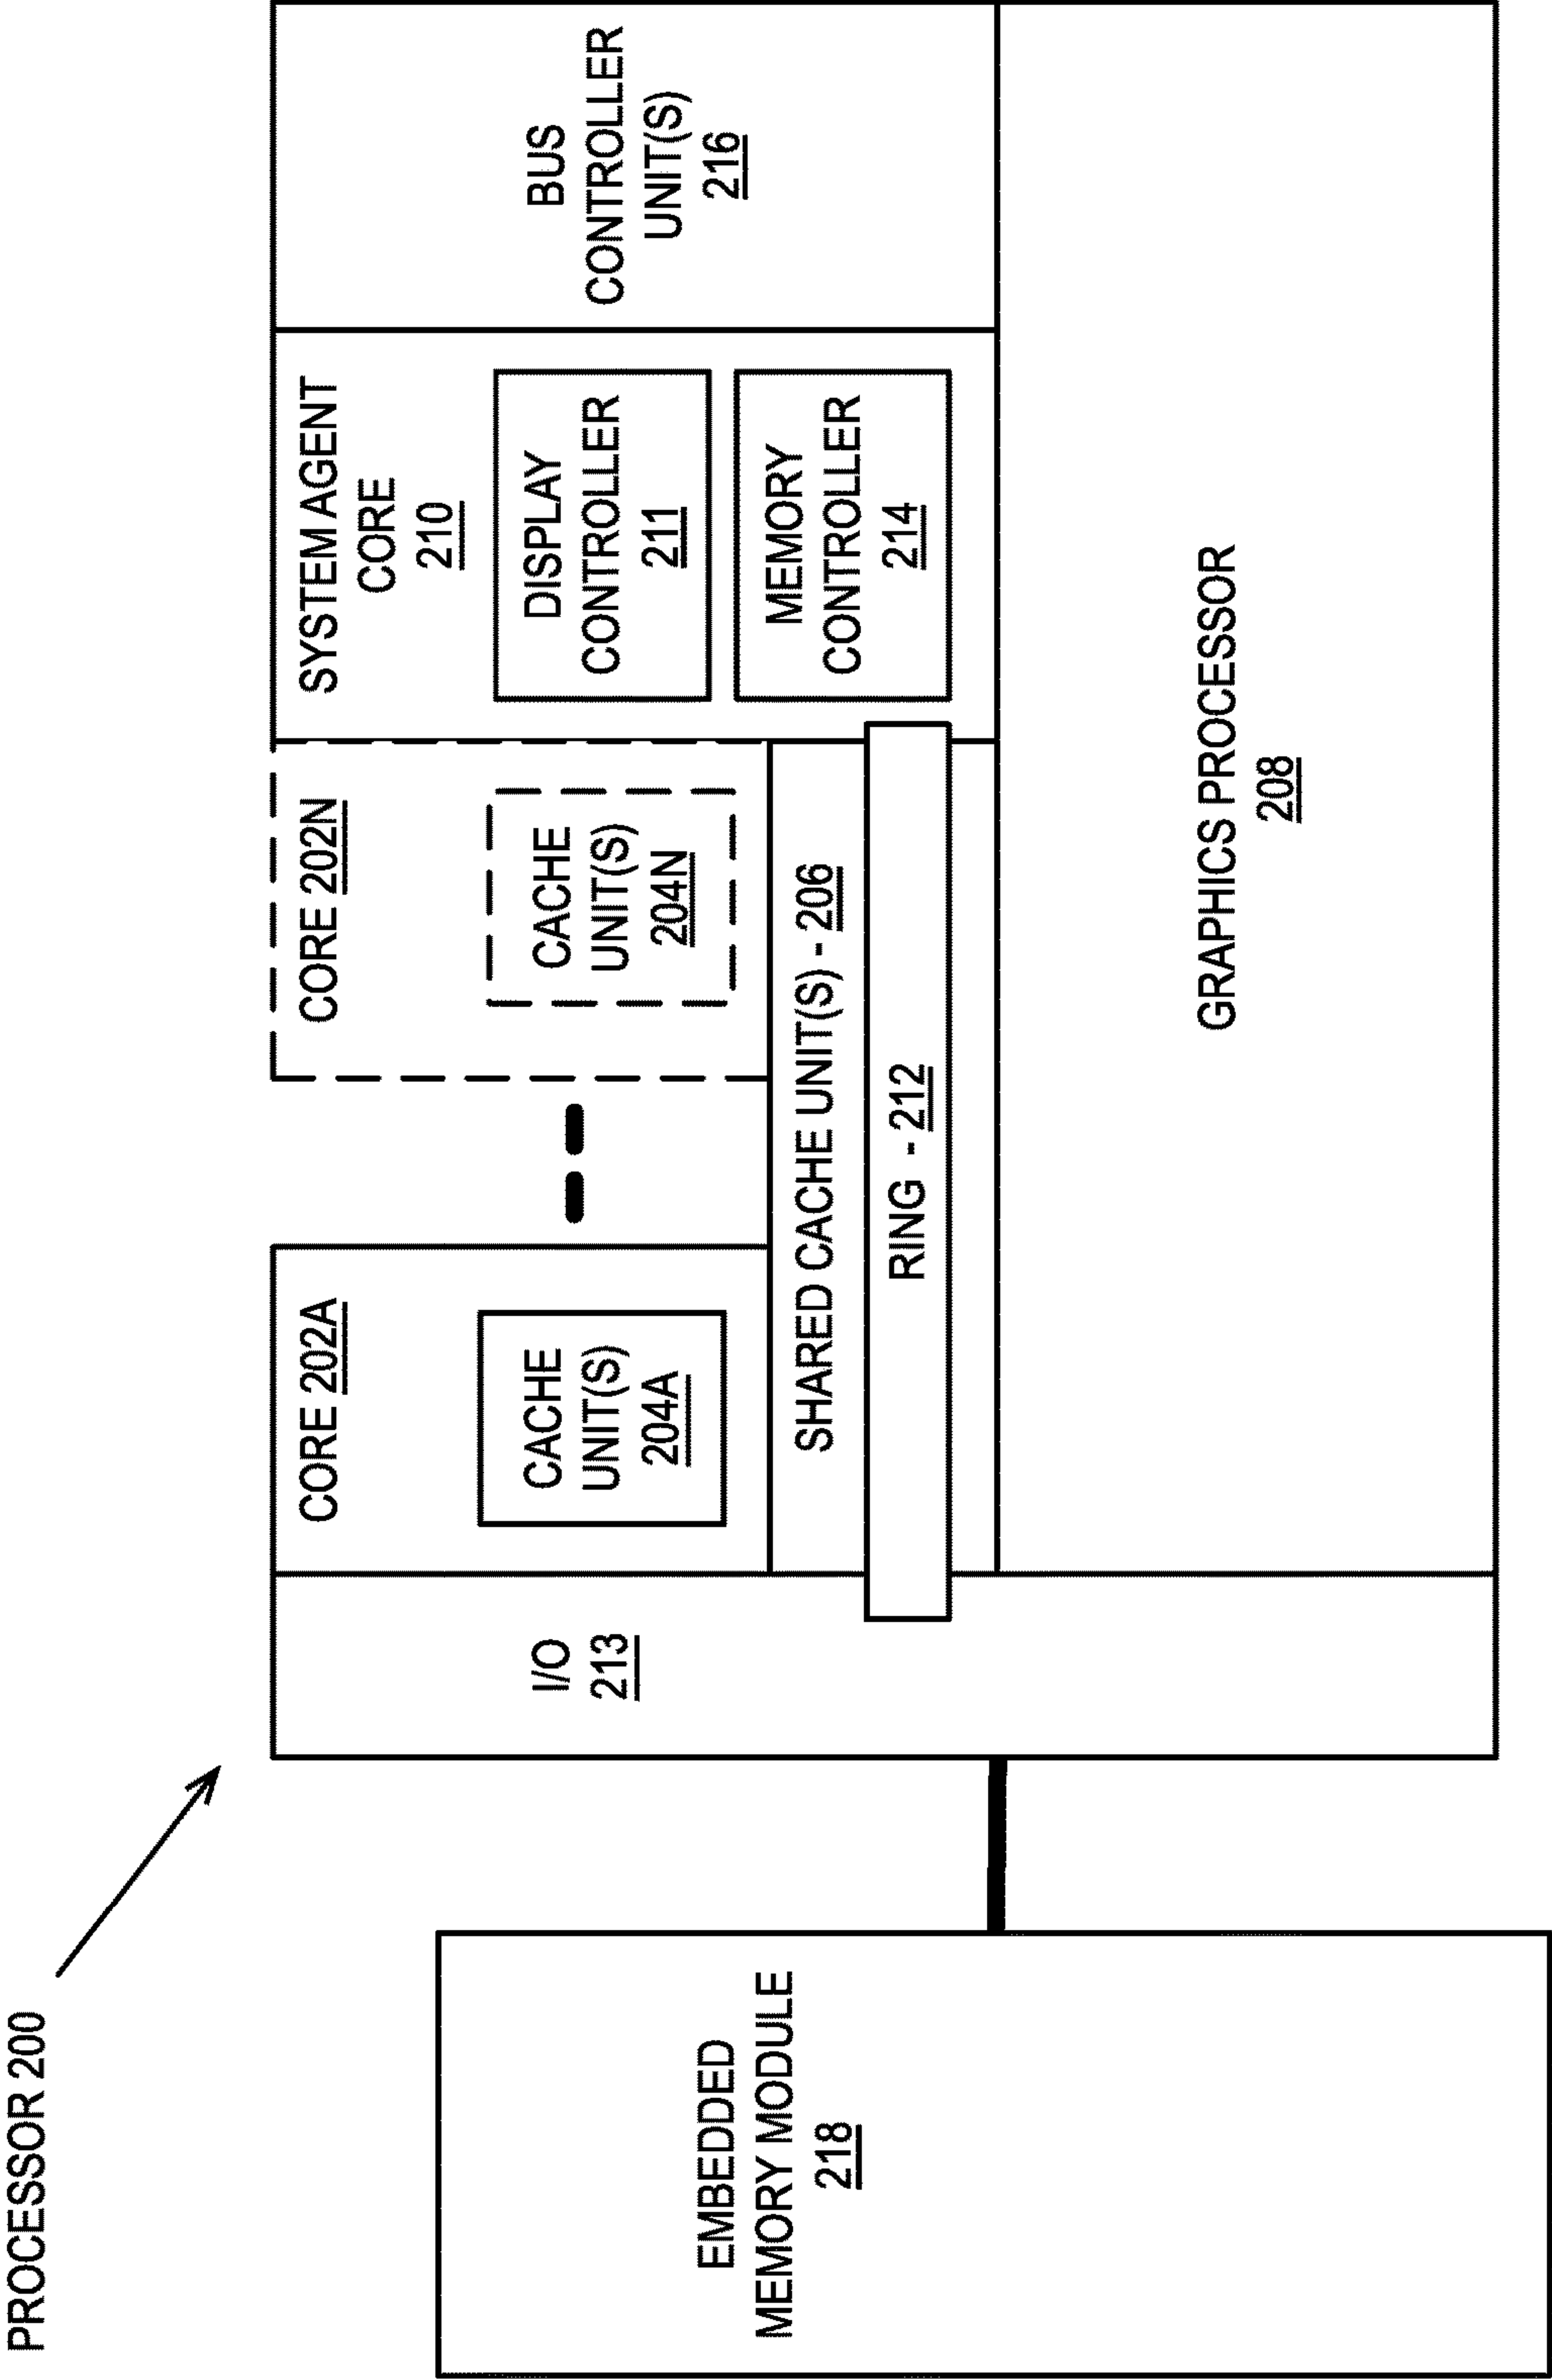 PROCESSOR 200
EMBEDDED
MEMORY MODULE
218
I/O
213
CORE 202A
CACHE
UNIT(S)
204A
CORE 202N
CACHE
UNIT(S)
204N
SHARED CACHE UNIT(S) - 206
RING - 212
SYSTEM AGENT
CORE
210
DISPLAY
CONTROLLER
211
MEMORY
CONTROLLER
214
BUS
CONTROLLER
UNIT(S)
216
GRAPHICS PROCESSOR
208